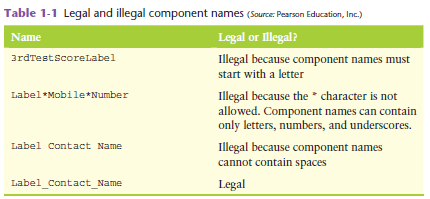 Table 1-1 Legal and illegal component names (Source: Pearson Education, Inc.)
Name Legal or Illegal?
3rdTestScoreLabel Illegal because component names must
start with a letter
Label*Mobile*Number Illegal because the * character is not
allowed. Component names can contain
only letters, numbers, and underscores.
Label Contact Name Illegal because component names
cannot contain spaces
Label_Contact_Name Legal